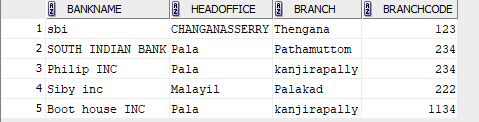 BANKNAME HEADOFFICE BRANCH BRANCHCODE
1 sbi CHANGANASSERRY Thengana 123
2 SOUTH INDIAN BANK Pala Pathamuttom 234
3 Philip INC Pala kanjirapally 234
4 Siby inc Malayil Palakad 222
5 Boot house INC Pala kanjirapally 1134